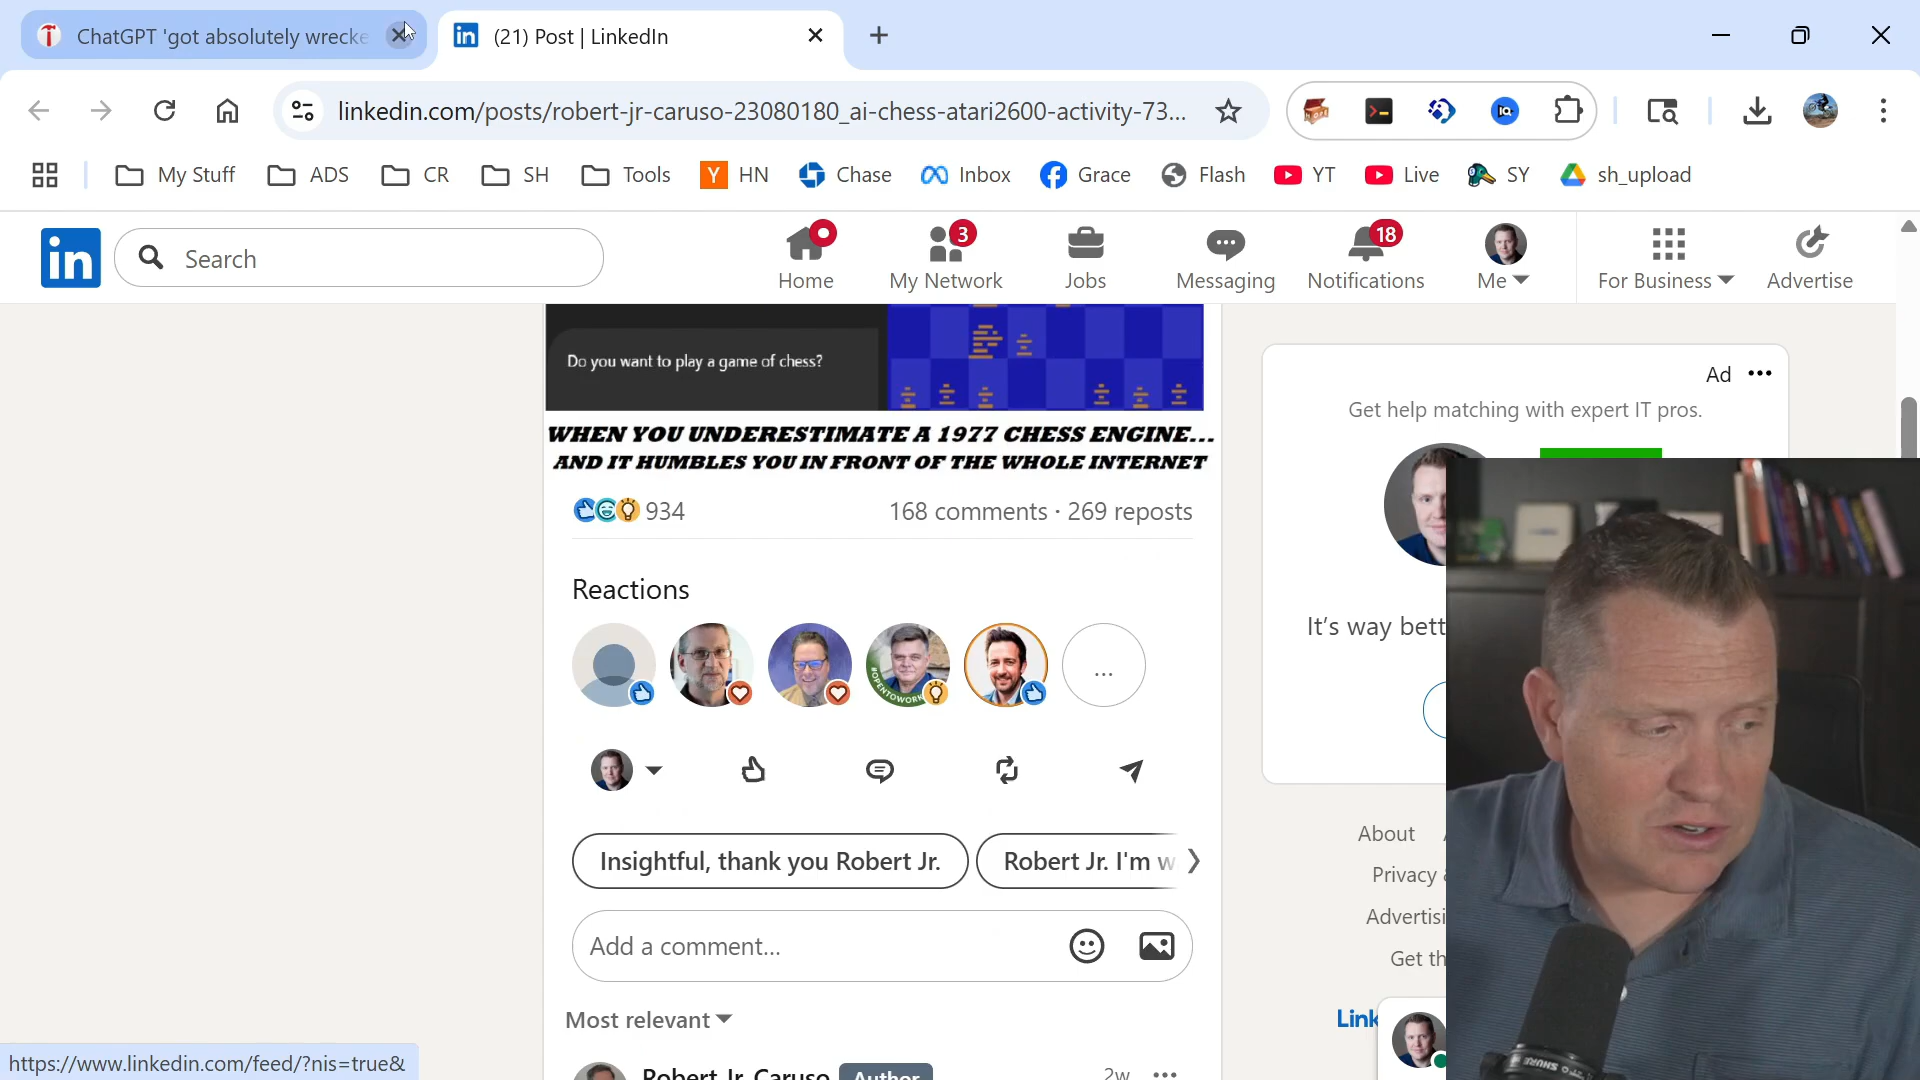 ChatGPT 'got absolutely wrecke
in (21) Post | LinkedIn
linkedin.com/posts/robert-jr-caruso-23080180_ai-chess-atari2600-activity-73...
My Stuff ADS CR SH Tools Y HN Chase Inbox Grace Flash YT Live SY sh_upload
in Search Home 3 My Network Jobs Messaging 18 Notifications Me For Business Advertise
Do you want to play a game of chess?
WHEN YOU UNDERESTIMATE A 1977 CHESS ENGINE...
AND IT HUMBLES YOU IN FRONT OF THE WHOLE INTERNET
934 168 comments · 269 reposts
Reactions
#OPENTOWORK
...
Insightful, thank you Robert Jr. Robert Jr. I'm w
Add a comment...
Most relevant
Robert Jr. Caruso Author 2w
Ad
Get help matching with expert IT pros.
It's way bett
About
Privacy
Advertisi
Get th
Link
SHURE
https://www.linkedin.com/feed/?nis=true&